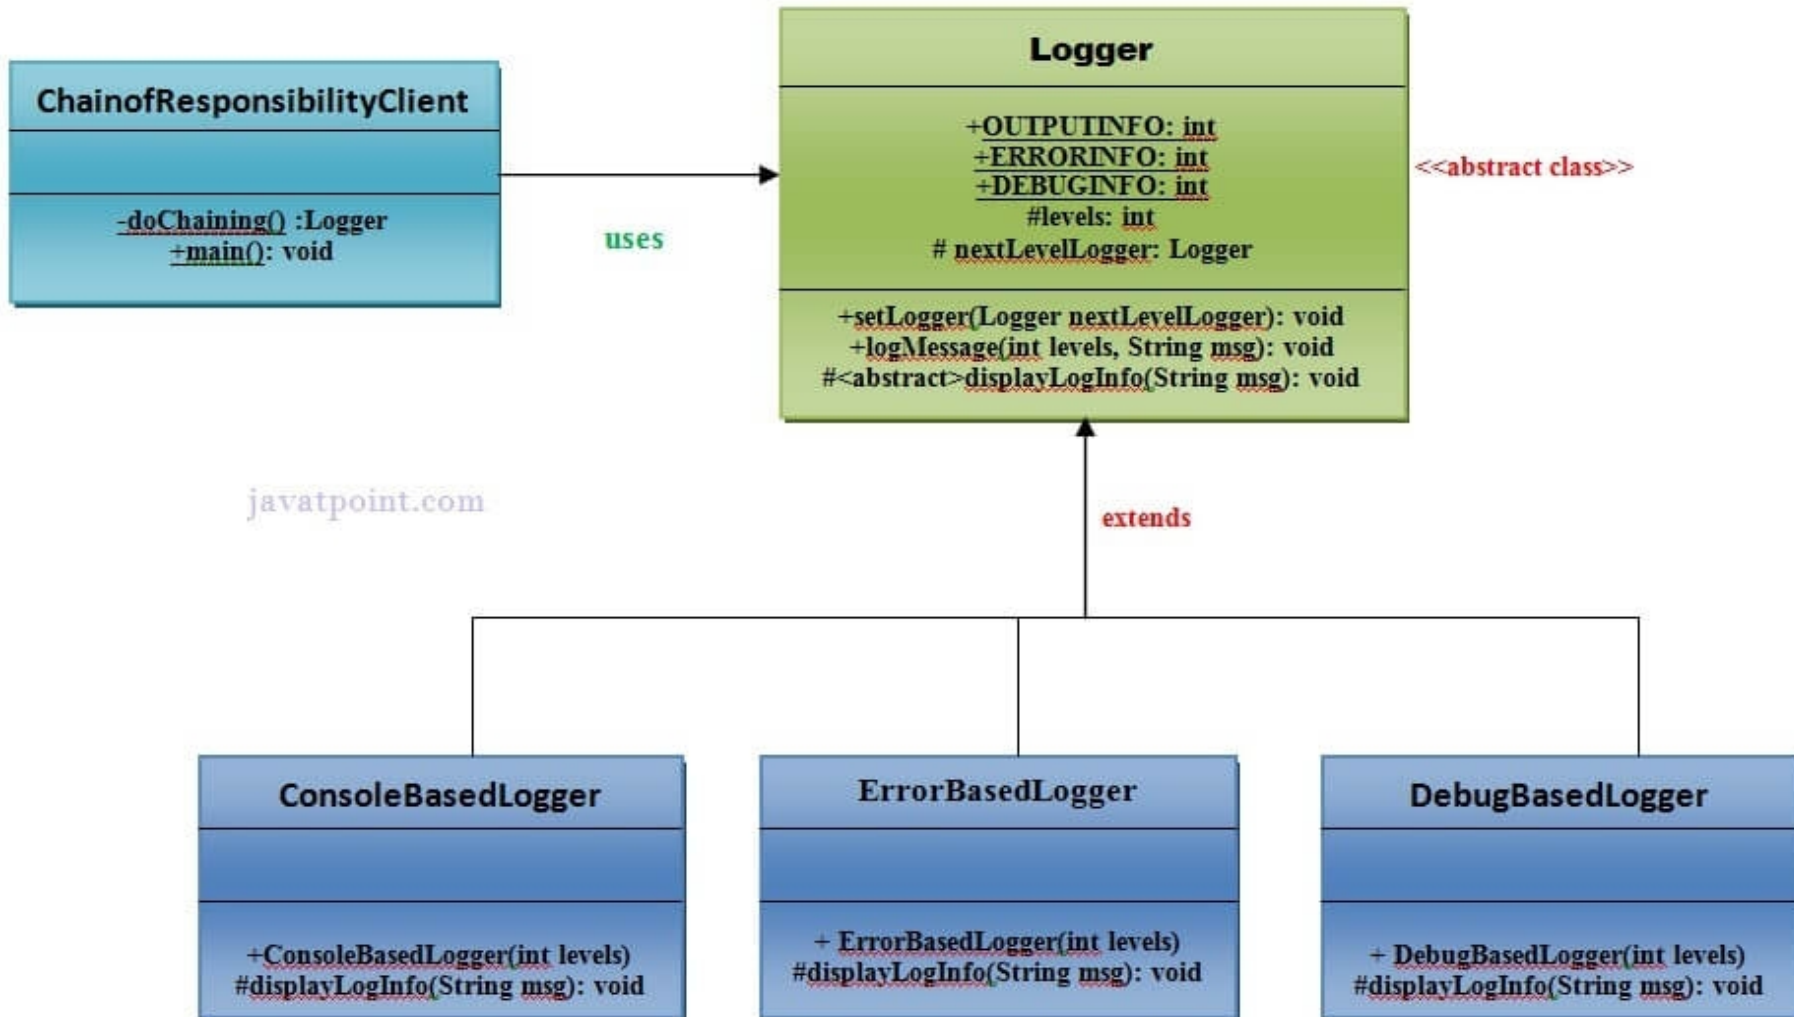 Logger
+OUTPUTINFO: int
+ERRORINFO: int
+DEBUGINFO: int
#levels: int
# nextLevelLogger: Logger
+setLogger(Logger nextLevelLogger): void
+logMessage(int levels, String msg): void
#<abstract>displayLogInfo(String msg): void
<<abstract class>>
ChainofResponsibilityClient
-doChaining() :Logger
+main(): void
uses
javatpoint.com
extends
ConsoleBasedLogger
+ConsoleBasedLogger(int levels)
#displayLogInfo(String msg): void
ErrorBasedLogger
+ ErrorBasedLogger(int levels)
#displayLogInfo(String msg): void
DebugBasedLogger
+ DebugBasedLogger(int levels)
#displayLogInfo(String msg): void